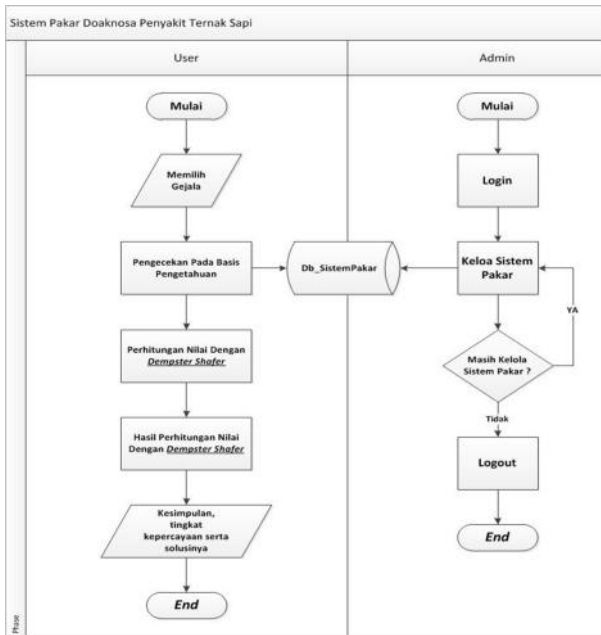 Sistem Pakar Doaknosa Penyakit Ternak Sapi
User
Admin
Mulai
Memilih
Gejala
Pengecekan Pada Basis
Pengetahuan
Perhitungan Nilai Dengan
Dempster Shafer
Hasil Perhitungan Nilai
Dengan Dempster Shafer
Kesimpulan,
tingkat
kepercayaan serta
solusinya
End
Db_SistemPakar
Mulai
Login
Keloa Sistem
Pakar
YA
Masih Kelola
Sistem Pakar ?
Tidak
Logout
End
Phase